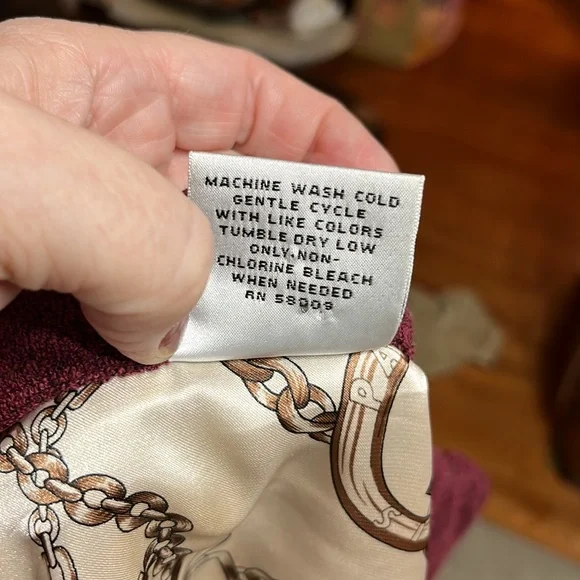 MACHINE WASH COLD
GENTLE CYCLE
WITH LIKE COLORS
TUMBLE DRY LOW
ONLY,NON-
CHLORINE BLEACH
WHEN NEEDED
RN 58009
PA
S